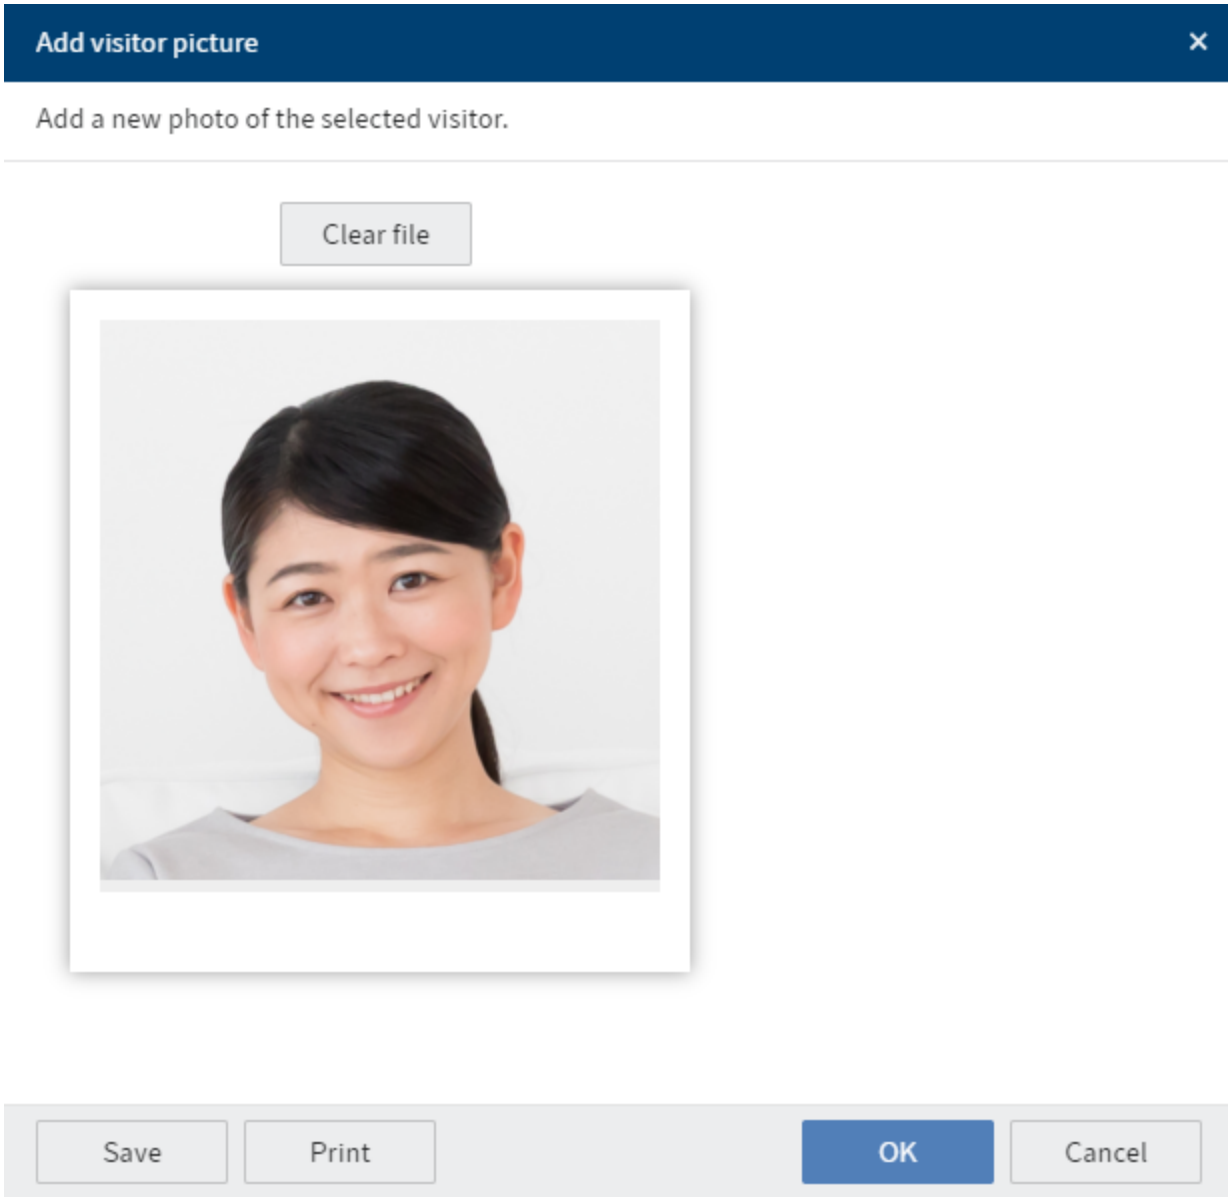 Add visitor picture
Add a new photo of the selected visitor.
Clear file
Save Print OK Cancel